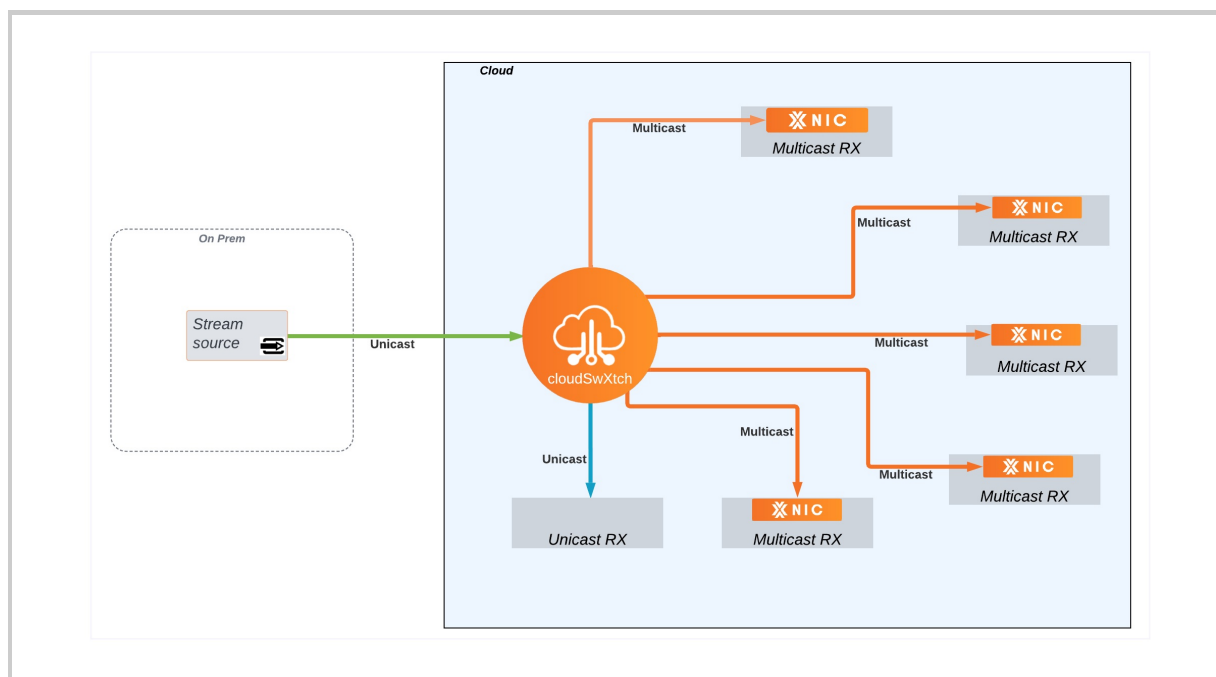 Cloud
NIC
Multicast
Multicast RX
NIC
Multicast
Multicast RX
On Prem
Stream
source
Unicast
cloudSwXtch
NIC
Multicast
Multicast RX
Multicast
Unicast
NIC
Multicast
Multicast RX
NIC
Unicast RX
Multicast RX